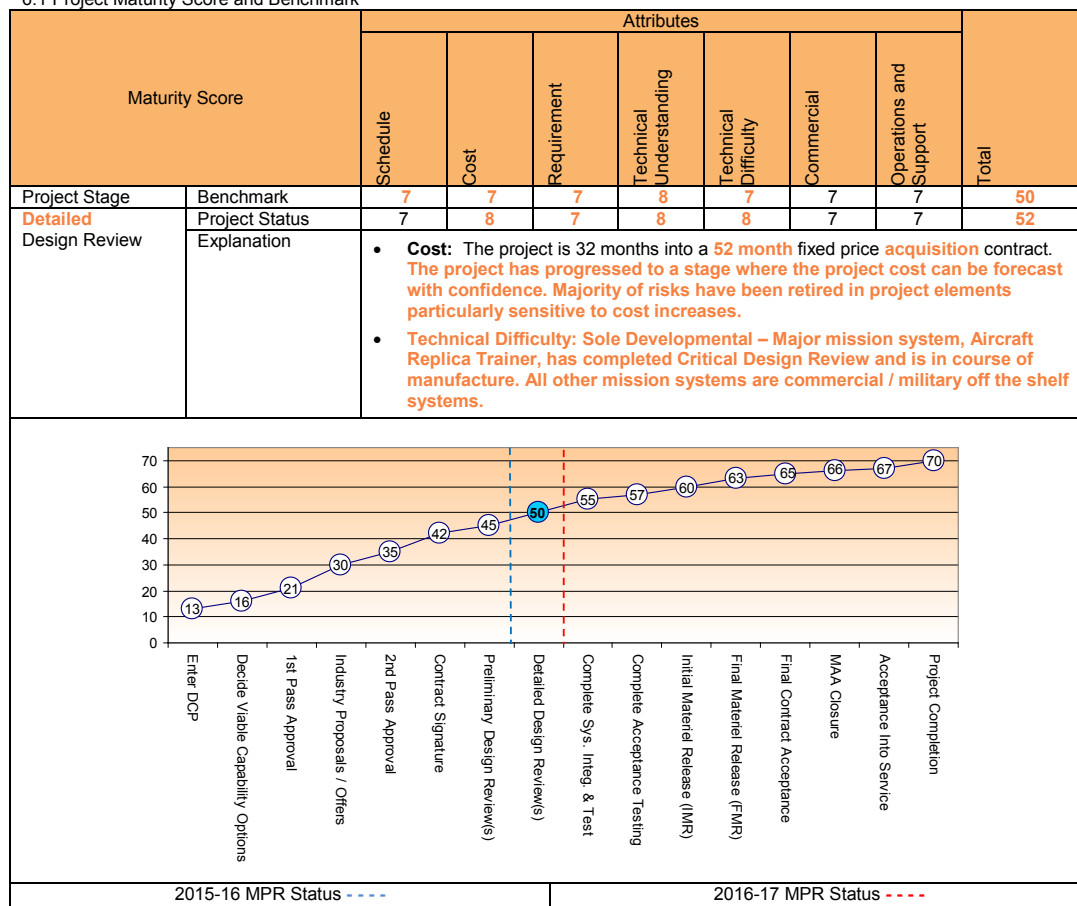 6.1 Project Maturity Score and Benchmark
Maturity Score
Attributes
Schedule
Cost
Requirement
Technical Understanding
Technical Difficulty
Commercial
Operations and Support
Total
Project Stage Benchmark 7 7 7 8 7 7 7 50
Detailed Project Status 7 8 7 8 8 7 7 52
Design Review Explanation
• Cost: The project is 32 months into a 52 month fixed price acquisition contract.
The project has progressed to a stage where the project cost can be forecast
with confidence. Majority of risks have been retired in project elements
particularly sensitive to cost increases.
• Technical Difficulty: Sole Developmental – Major mission system, Aircraft
Replica Trainer, has completed Critical Design Review and is in course of
manufacture. All other mission systems are commercial / military off the shelf
systems.
70
60
50
40
30
20
10
0
13
16
21
30
35
42
45
50
55
57
60
63
65
66
67
70
Enter DCP
Decide Viable Capability Options
1st Pass Approval
Industry Proposals / Offers
2nd Pass Approval
Contract Signature
Preliminary Design Review(s)
Detailed Design Review(s)
Complete Sys. Integ. & Test
Complete Acceptance Testing
Initial Materiel Release (IMR)
Final Materiel Release (FMR)
Final Contract Acceptance
MAA Closure
Acceptance Into Service
Project Completion
2015-16 MPR Status - - - -
2016-17 MPR Status - - - -